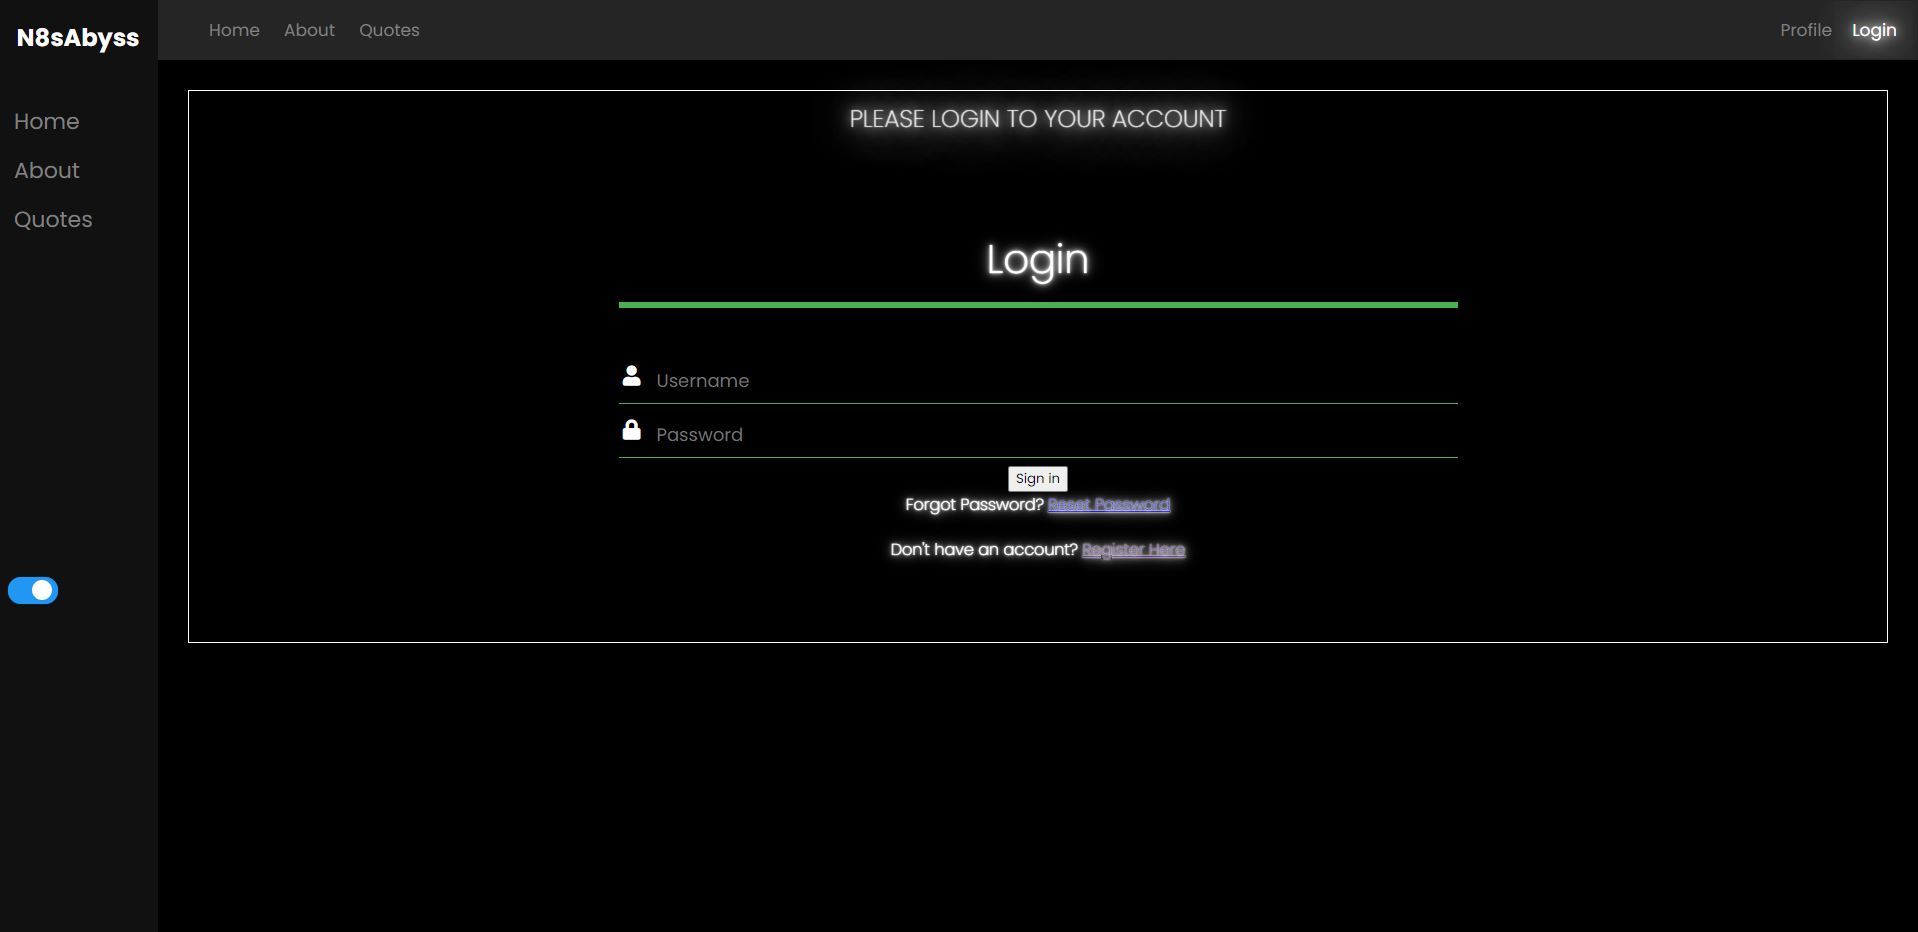 N8sAbyss
Home
About
Quotes
Home About Quotes
Profile Login
PLEASE LOGIN TO YOUR ACCOUNT
Login
Username
Password
Sign in
Forgot Password? Reset Password
Don't have an account? Register Here